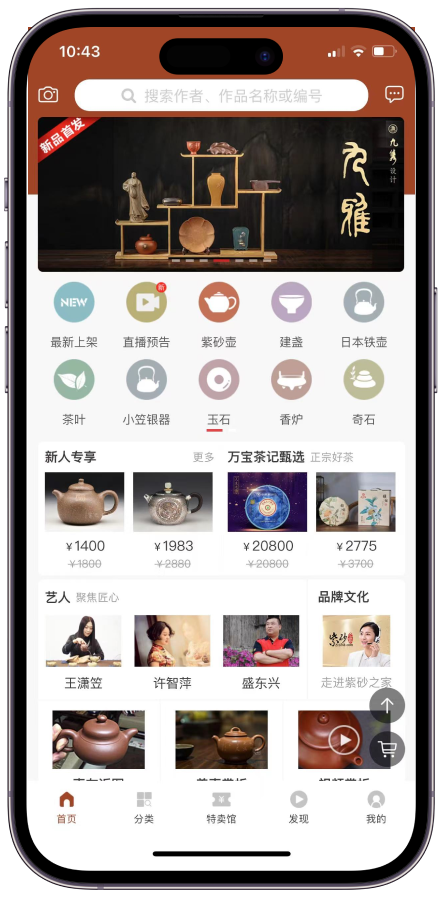 10:43
搜索作者、作品名称或编号
新品首发
九雅
九隽
设计
NEW
新
最新上架
直播预告
紫砂壶
建盏
日本铁壶
茶叶
小笠银器
玉石
香炉
奇石
新人专享
更多
万宝茶记甄选 正宗好茶
￥1400
￥1983
￥20800
￥2775
￥1800
￥2880
￥20800
￥3700
艺人 聚焦匠心
品牌文化
紫砂
王潇笠
许智萍
盛东兴
走进紫砂之家
首页
分类
特卖馆
发现
我的